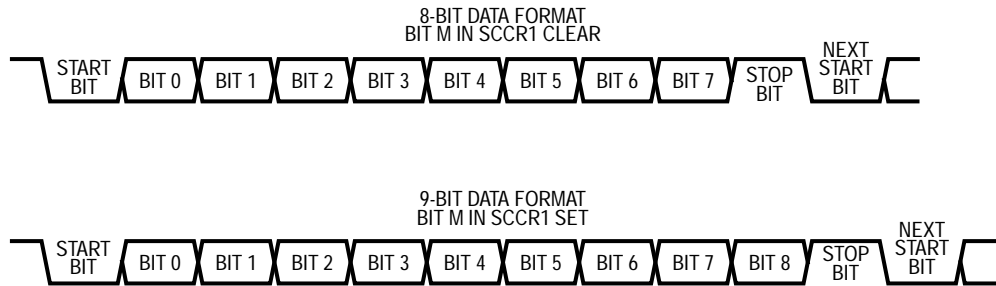 8-BIT DATA FORMAT
BIT M IN SCCR1 CLEAR
START
BIT
BIT 0
BIT 1
BIT 2
BIT 3
BIT 4
BIT 5
BIT 6
BIT 7
STOP
BIT
NEXT
START
BIT
9-BIT DATA FORMAT
BIT M IN SCCR1 SET
START
BIT
BIT 0
BIT 1
BIT 2
BIT 3
BIT 4
BIT 5
BIT 6
BIT 7
BIT 8
STOP
BIT
NEXT
START
BIT